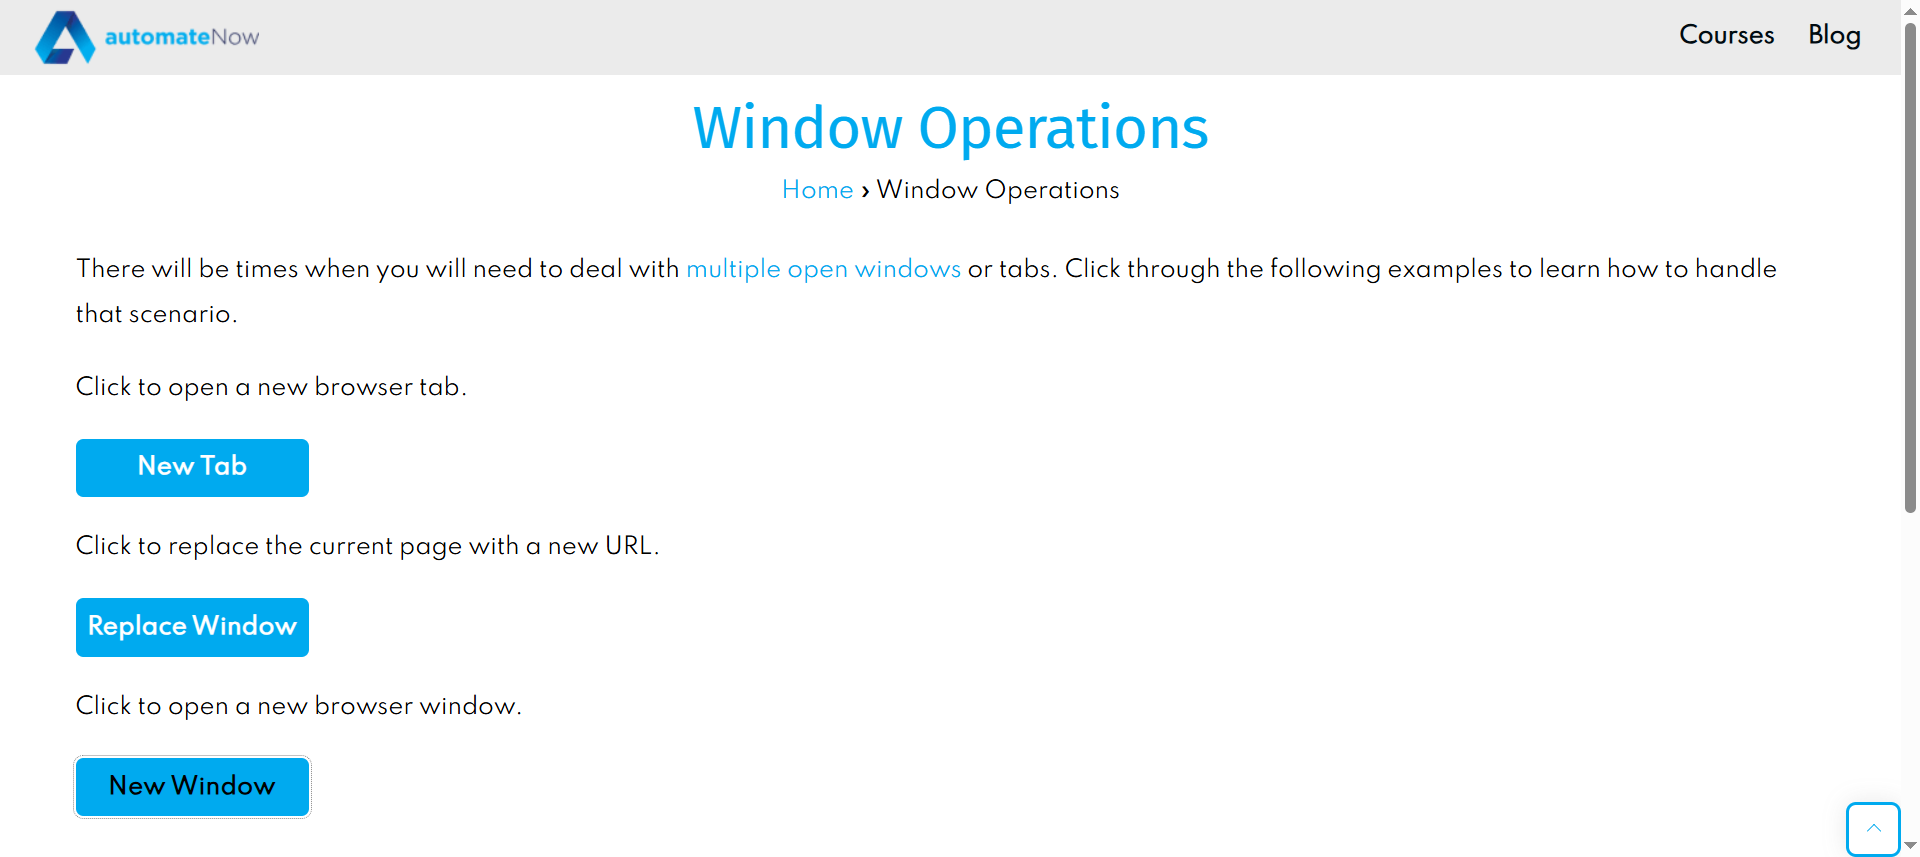 automateNow
Courses
Blog
Window Operations
Home › Window Operations
There will be times when you will need to deal with multiple open windows or tabs. Click through the following examples to learn how to handle
that scenario.
Click to open a new browser tab.
New Tab
Click to replace the current page with a new URL.
Replace Window
Click to open a new browser window.
New Window